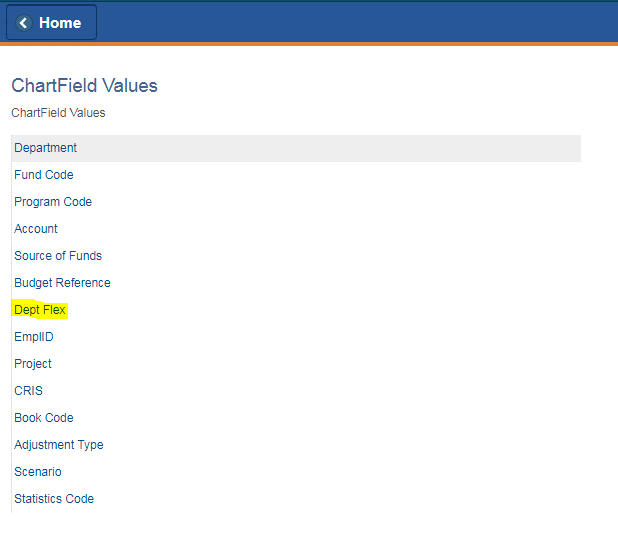 Home
ChartField Values
ChartField Values
Department
Fund Code
Program Code
Account
Source of Funds
Budget Reference
Dept Flex
EmplID
Project
CRIS
Book Code
Adjustment Type
Scenario
Statistics Code